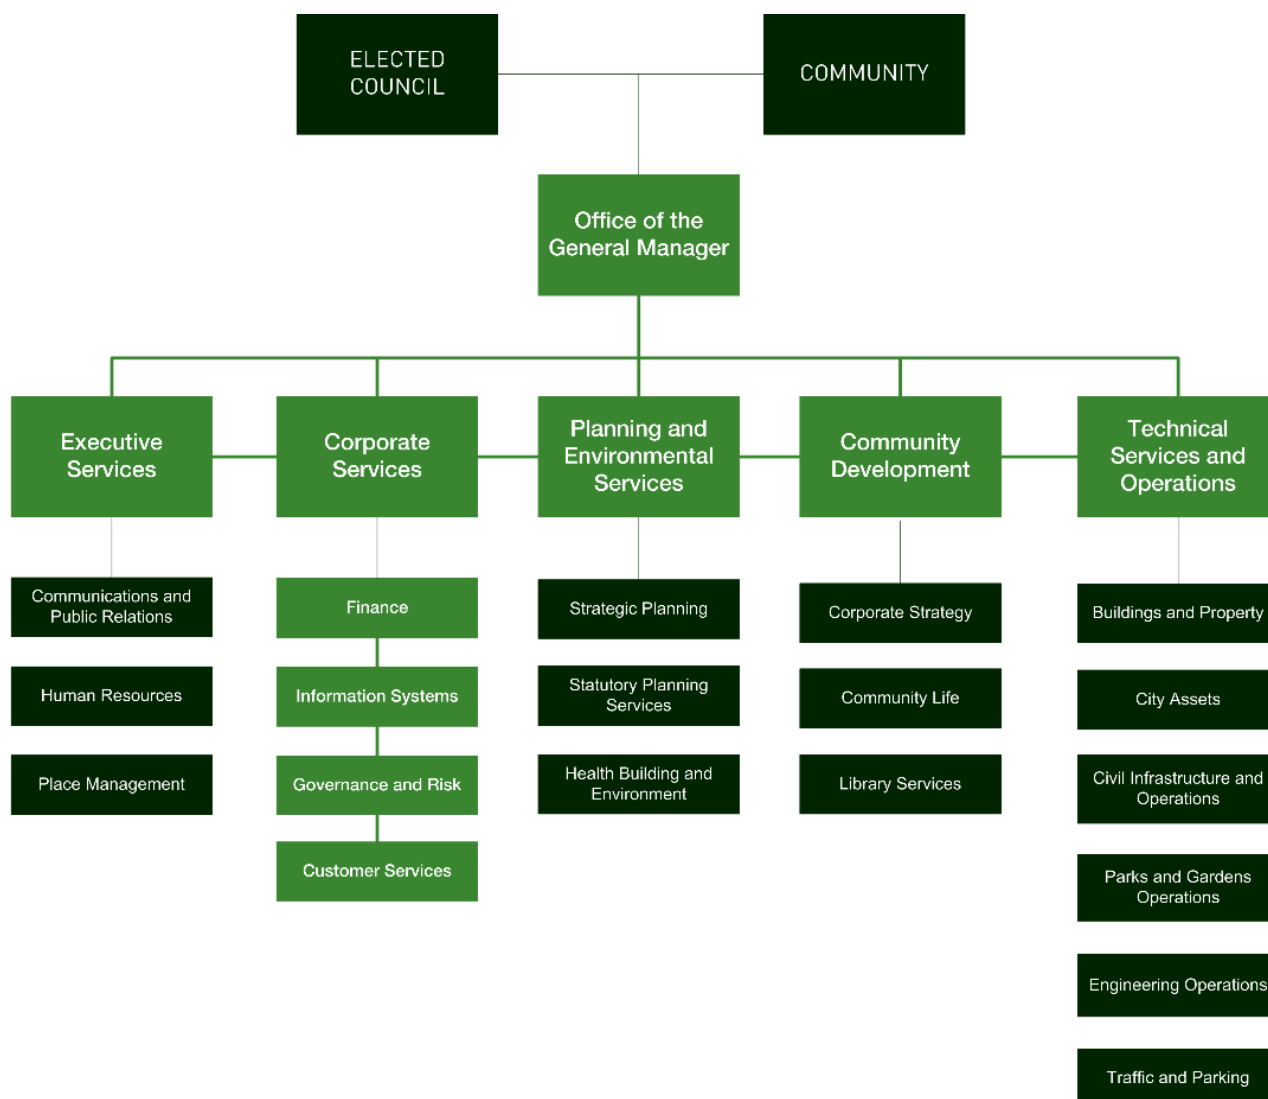 ELECTED
COUNCIL
COMMUNITY
Office of the
General Manager
Executive
Services
Corporate
Services
Planning and
Environmental
Services
Community
Development
Technical
Services and
Operations
Communications and
Public Relations
Human Resources
Place Management
Finance
Information Systems
Governance and Risk
Customer Services
Strategic Planning
Statutory Planning
Services
Health Building and
Environment
Corporate Strategy
Community Life
Library Services
Buildings and Property
City Assets
Civil Infrastructure and
Operations
Parks and Gardens
Operations
Engineering Operations
Traffic and Parking